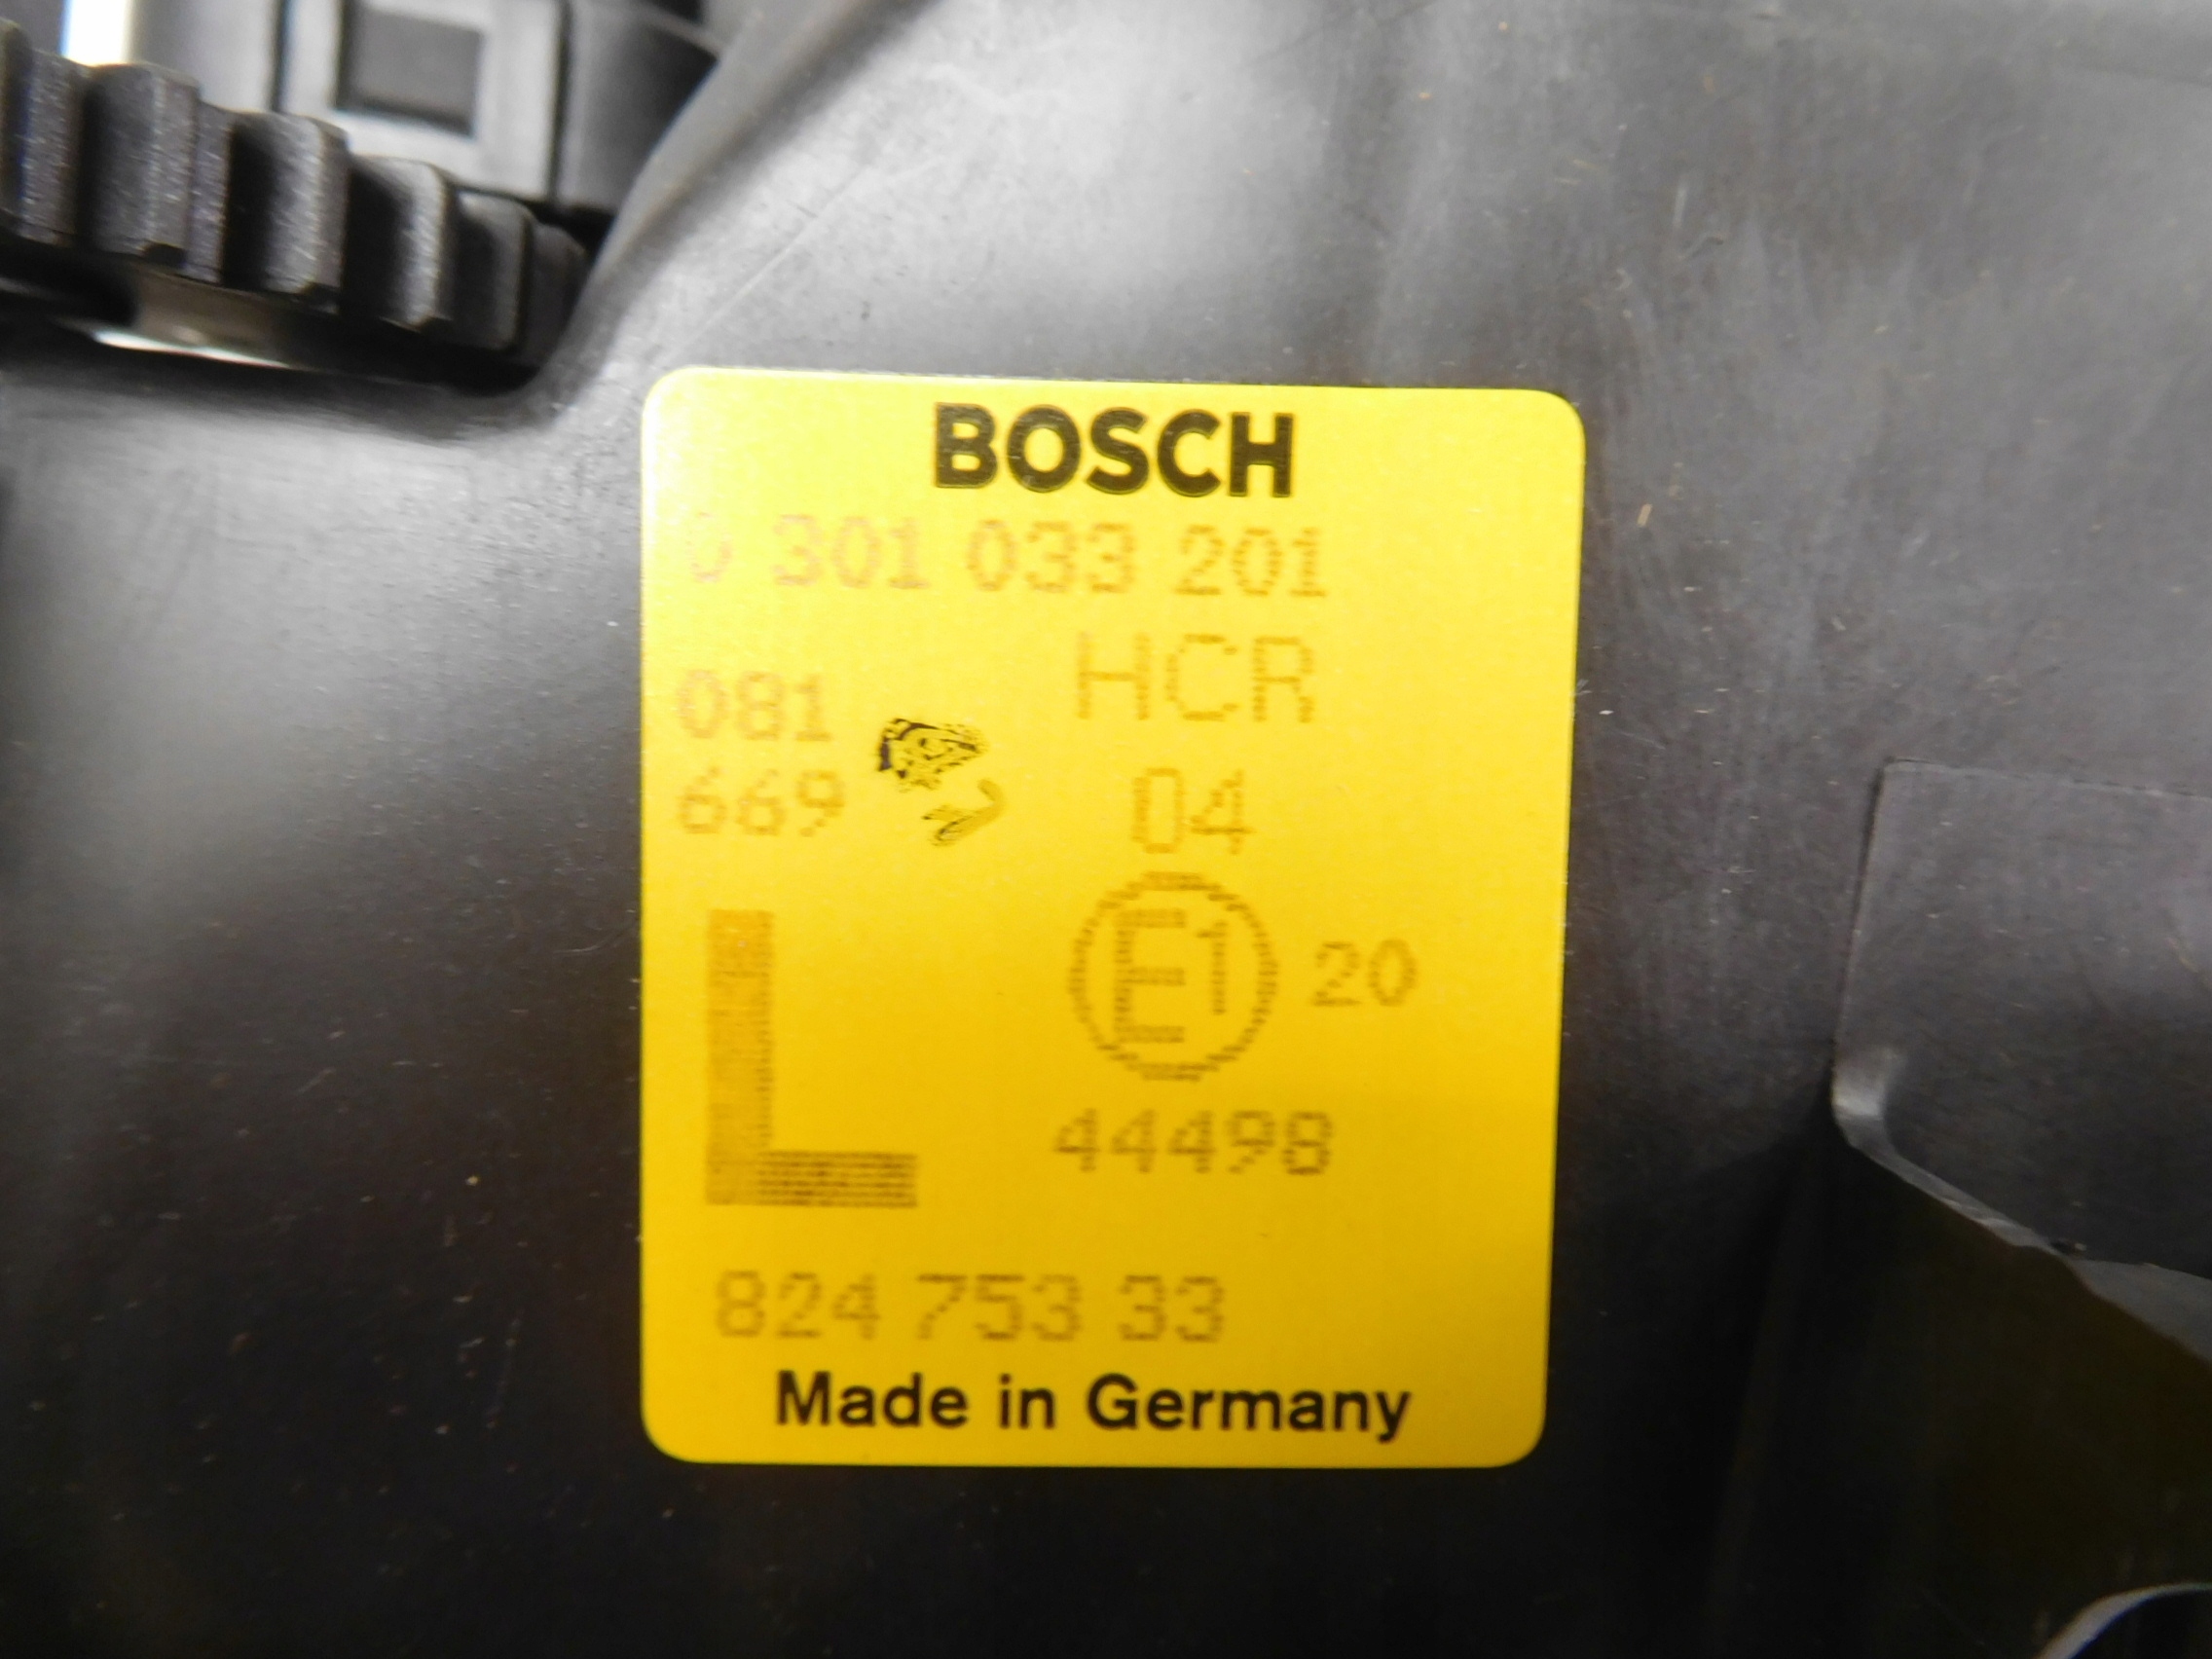 BOSCH
0 301 033 201
HCR
081
669
04
E1 20
L
44498
824 753 33
Made in Germany